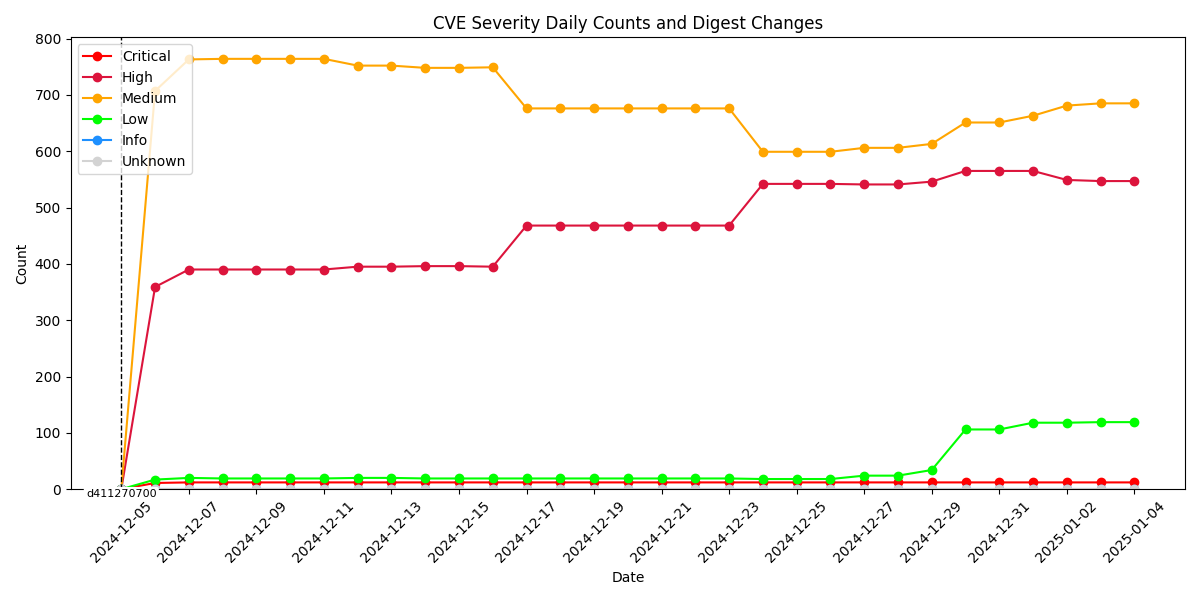 CVE Severity Daily Counts and Digest Changes
Critical
High
Medium
Low
Info
Unknown
Count
800
700
600
500
400
300
200
100
0
d411270700
2024-12-05
2024-12-07
2024-12-09
2024-12-11
2024-12-13
2024-12-15
2024-12-17
2024-12-19
2024-12-21
2024-12-23
2024-12-25
2024-12-27
2024-12-29
2024-12-31
2025-01-02
2025-01-04
Date